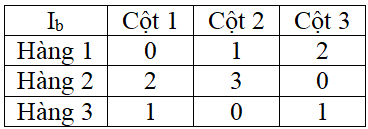 I_b Cột 1 Cột 2 Cột 3
Hàng 1 0 1 2
Hàng 2 2 3 0
Hàng 3 1 0 1